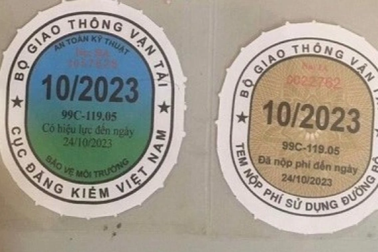 BỘ GIAO THÔNG VẬN TẢI
AN TOÀN KỸ THUẬT
10/2023
99C-119.05
Có hiệu lực đến ngày
24/10/2023
BẢO VỆ MÔI TRƯỜNG
★ CỤC ĐĂNG KIỂM VIỆT NAM ★
BỘ GIAO THÔNG VẬN TẢI
0022762
10/2023
99C-119.05
Đã nộp phí đến ngày
24/10/2023
★ TEM NỘP PHÍ SỬ DỤNG ĐƯỜNG BỘ